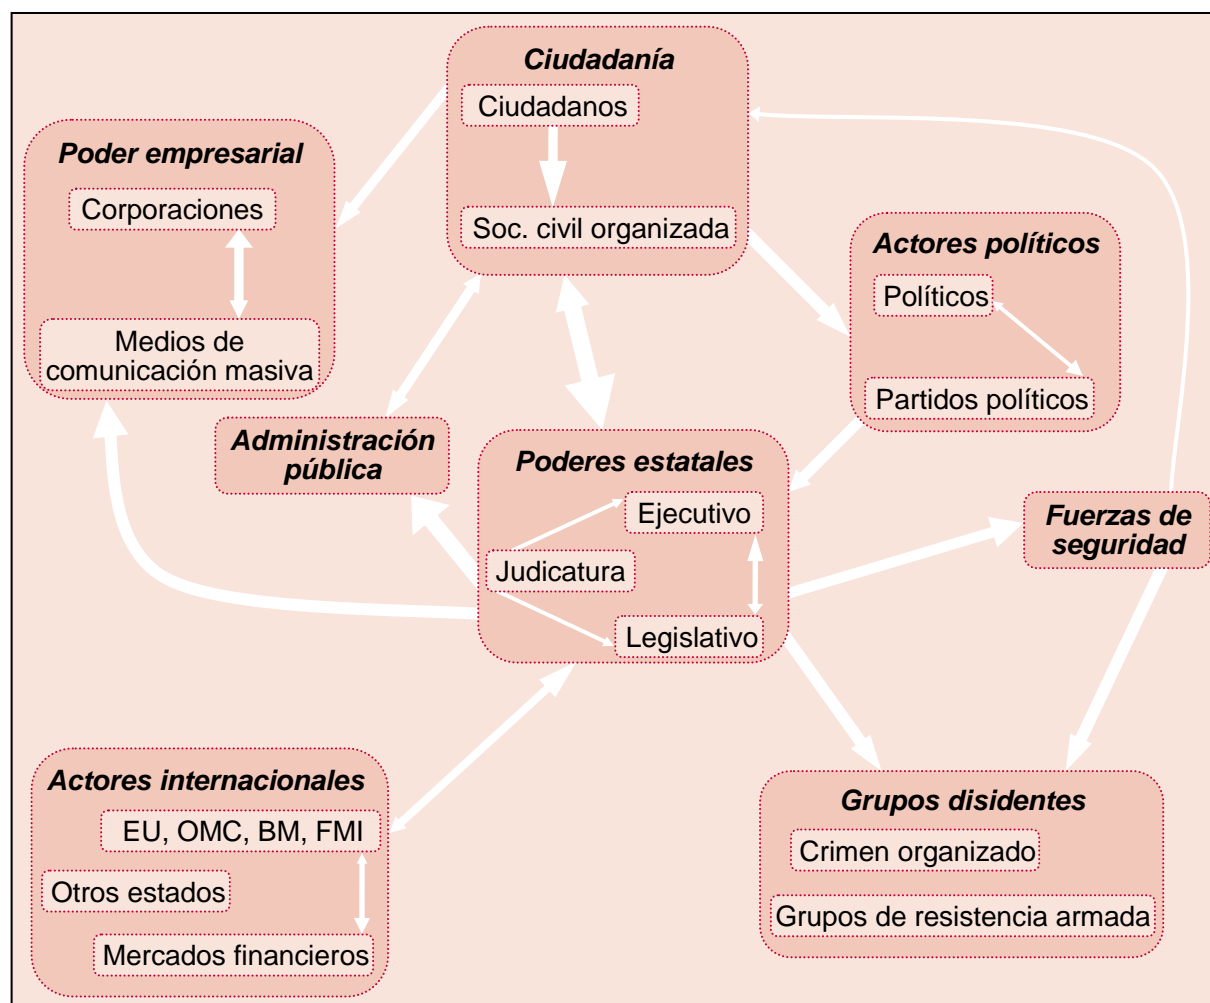 Ciudadanía
Ciudadanos
Soc. civil organizada
Poder empresarial
Corporaciones
Medios de
comunicación masiva
Actores políticos
Políticos
Partidos políticos
Administración
pública
Poderes estatales
Ejecutivo
Judicatura
Legislativo
Fuerzas de
seguridad
Actores internacionales
EU, OMC, BM, FMI
Otros estados
Mercados financieros
Grupos disidentes
Crimen organizado
Grupos de resistencia armada